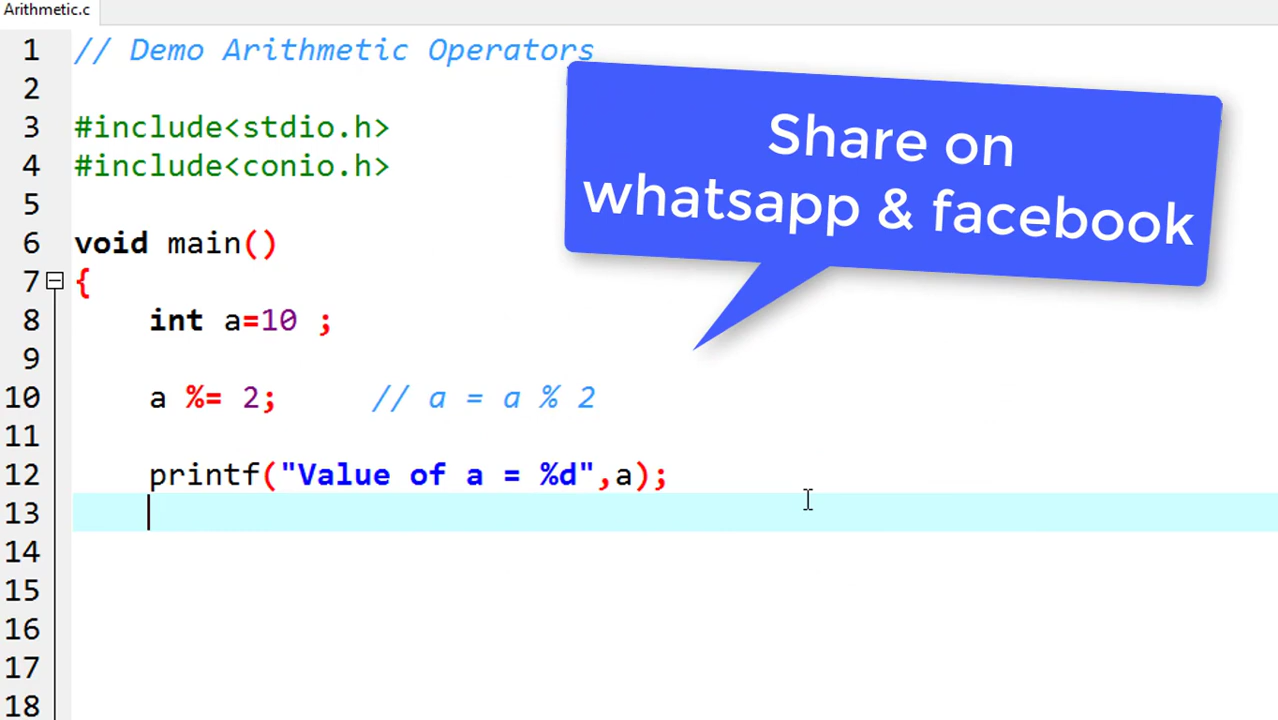 Arithmetic.c
1 // Demo Arithmetic Operators
2
3 #include<stdio.h>
4 #include<conio.h>
5
6 void main()
7 {
8 int a=10 ;
9
10 a %= 2; // a = a % 2
11
12 printf("Value of a = %d",a);
13
14
15
16
17
18
Share on
whatsapp & facebook